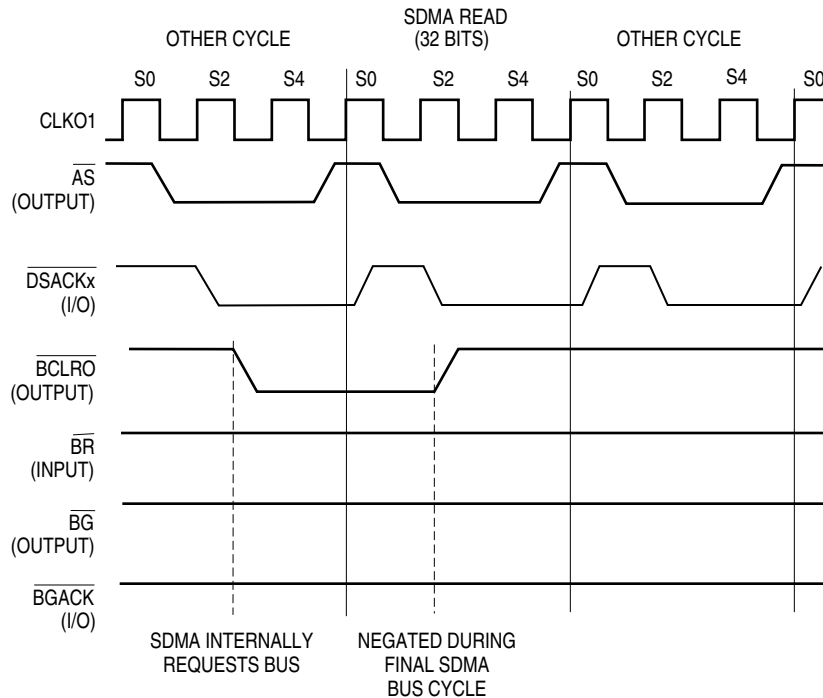 SDMA READ
(32 BITS)
OTHER CYCLE
OTHER CYCLE
S0 S2 S4 S0 S2 S4 S0 S2 S4 S0
CLKO1
AS
(OUTPUT)
DSACKx
(I/O)
BCLRO
(OUTPUT)
BR
(INPUT)
BG
(OUTPUT)
BGACK
(I/O)
SDMA INTERNALLY
REQUESTS BUS
NEGATED DURING
FINAL SDMA
BUS CYCLE